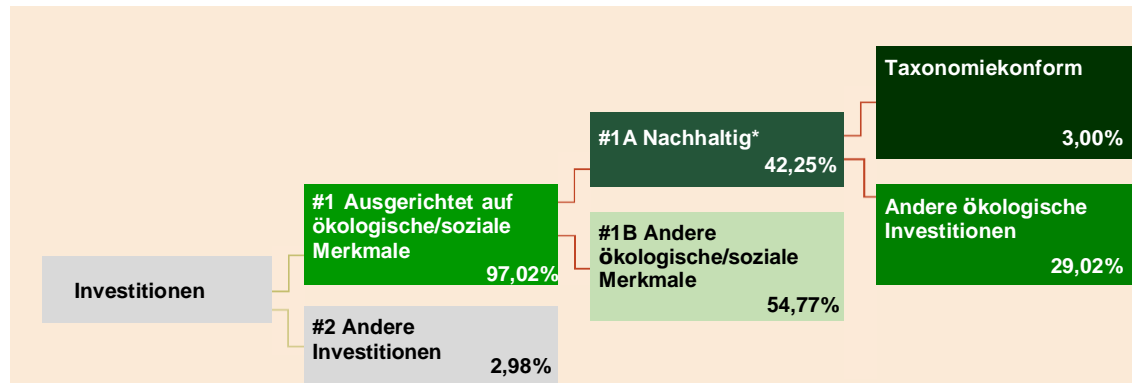 Investitionen
#1 Ausgerichtet auf
ökologische/soziale
Merkmale
97,02%
#2 Andere
Investitionen
2,98%
#1A Nachhaltig*
42,25%
#1B Andere
ökologische/soziale
Merkmale
54,77%
Taxonomiekonform
3,00%
Andere ökologische
Investitionen
29,02%